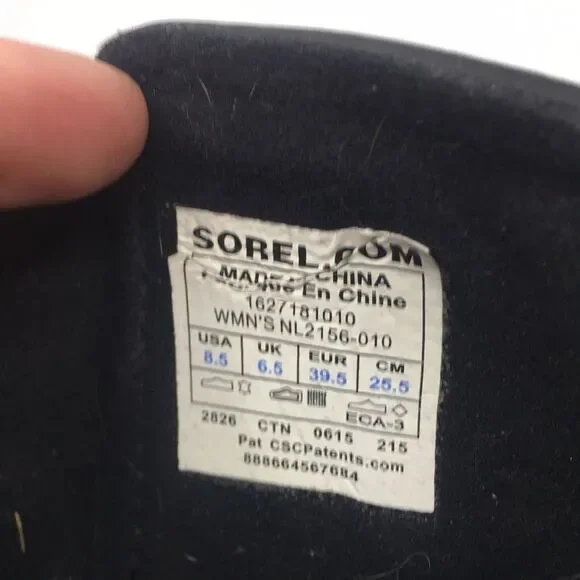 SOREL.COM
MADE CHINA
En Chine
1627181010
WMN'S NL2156-010
USA UK EUR CM
8.5 6.5 39.5 25.5
ECA-3
2826 CTN 0615 215
Pat CSCPatents.com
888664567684